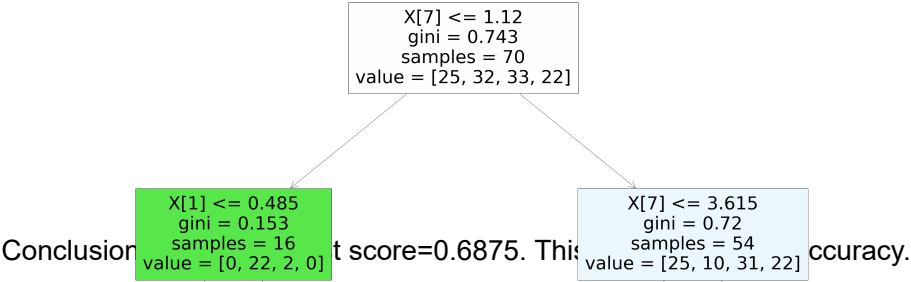 X[7] <= 1.12
gini = 0.743
samples = 70
value = [25, 32, 33, 22]
X[1] <= 0.485
gini = 0.153
samples = 16
value = [0, 22, 2, 0]
X[7] <= 3.615
gini = 0.72
samples = 54
value = [25, 10, 31, 22]
Conclusion score=0.6875.